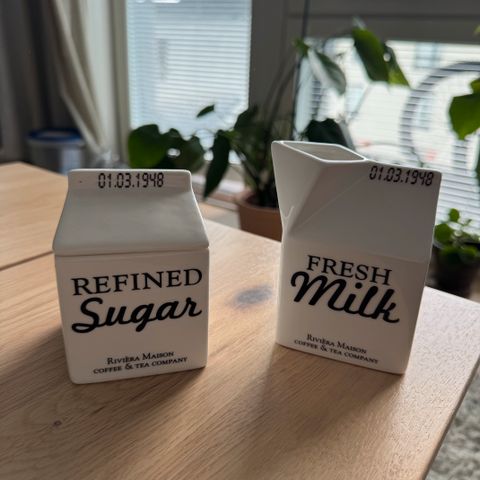 01.03.1948
REFINED
Sugar
RIVIÈRA MAISON
COFFEE & TEA COMPANY
01.03.1948
FRESH
Milk
RIVIÈRA MAISON
COFFEE & TEA COMPANY